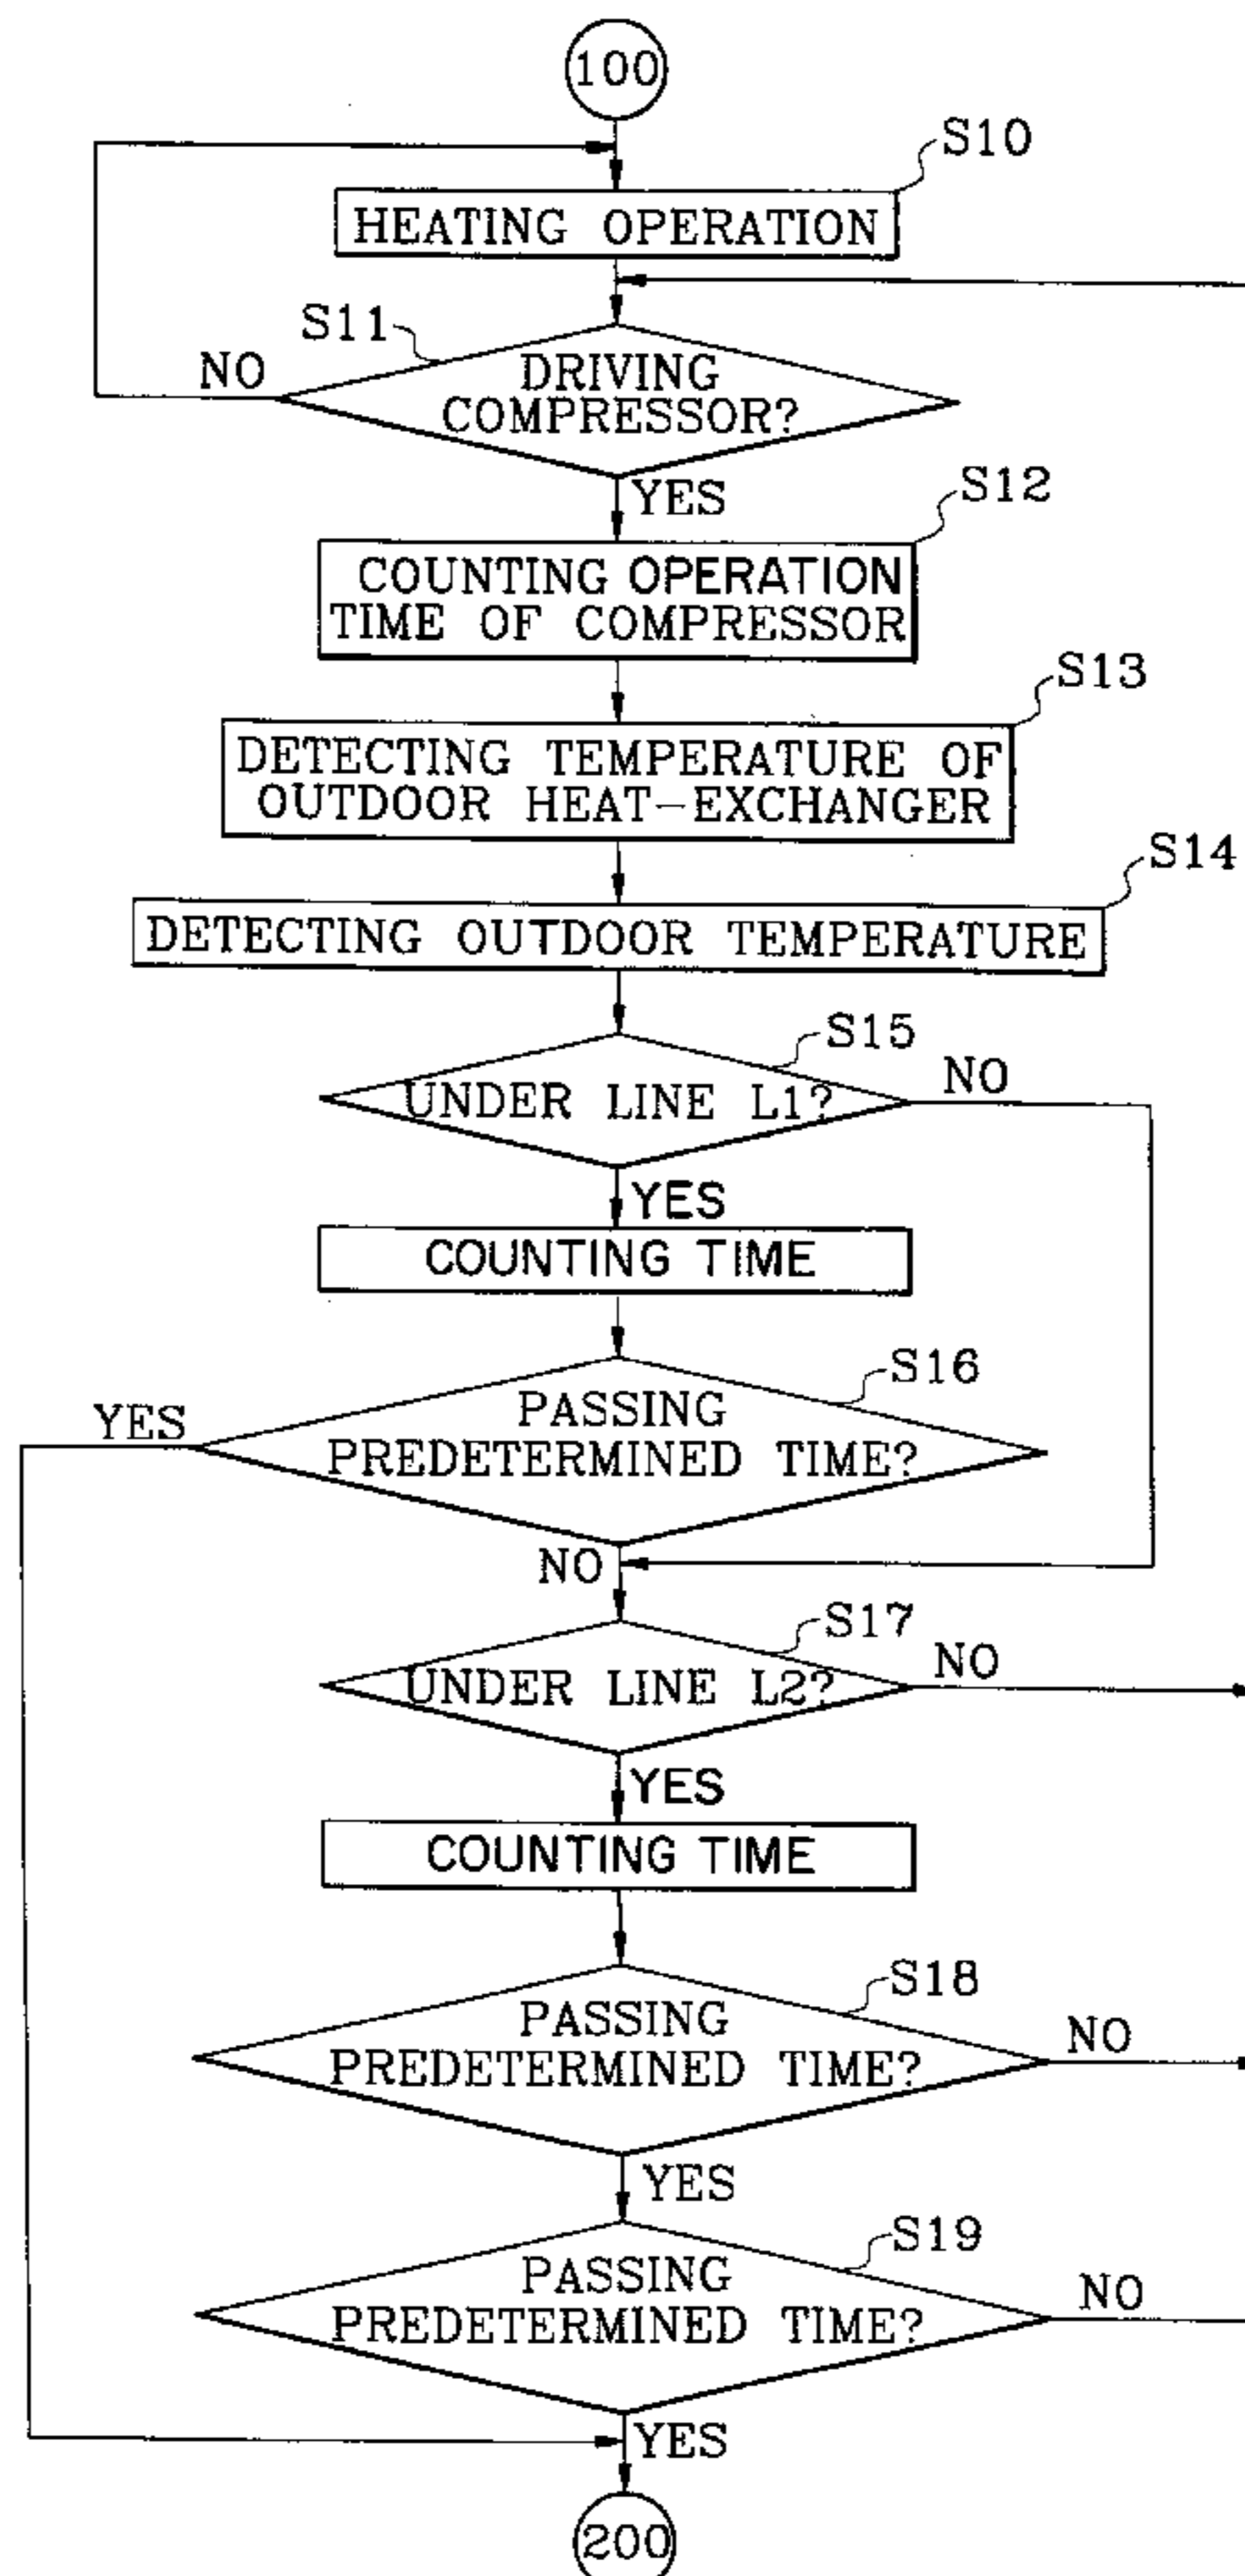 100
S10
HEATING OPERATION
S11
NO
DRIVING
COMPRESSOR?
YES
S12
COUNTING OPERATION
TIME OF COMPRESSOR
S13
DETECTING TEMPERATURE OF
OUTDOOR HEAT-EXCHANGER
S14
DETECTING OUTDOOR TEMPERATURE
S15
UNDER LINE L1?
NO
YES
COUNTING TIME
S16
YES
PASSING
PREDETERMINED TIME?
NO
S17
UNDER LINE L2?
NO
YES
COUNTING TIME
S18
PASSING
PREDETERMINED TIME?
NO
YES
S19
PASSING
PREDETERMINED TIME?
NO
YES
200